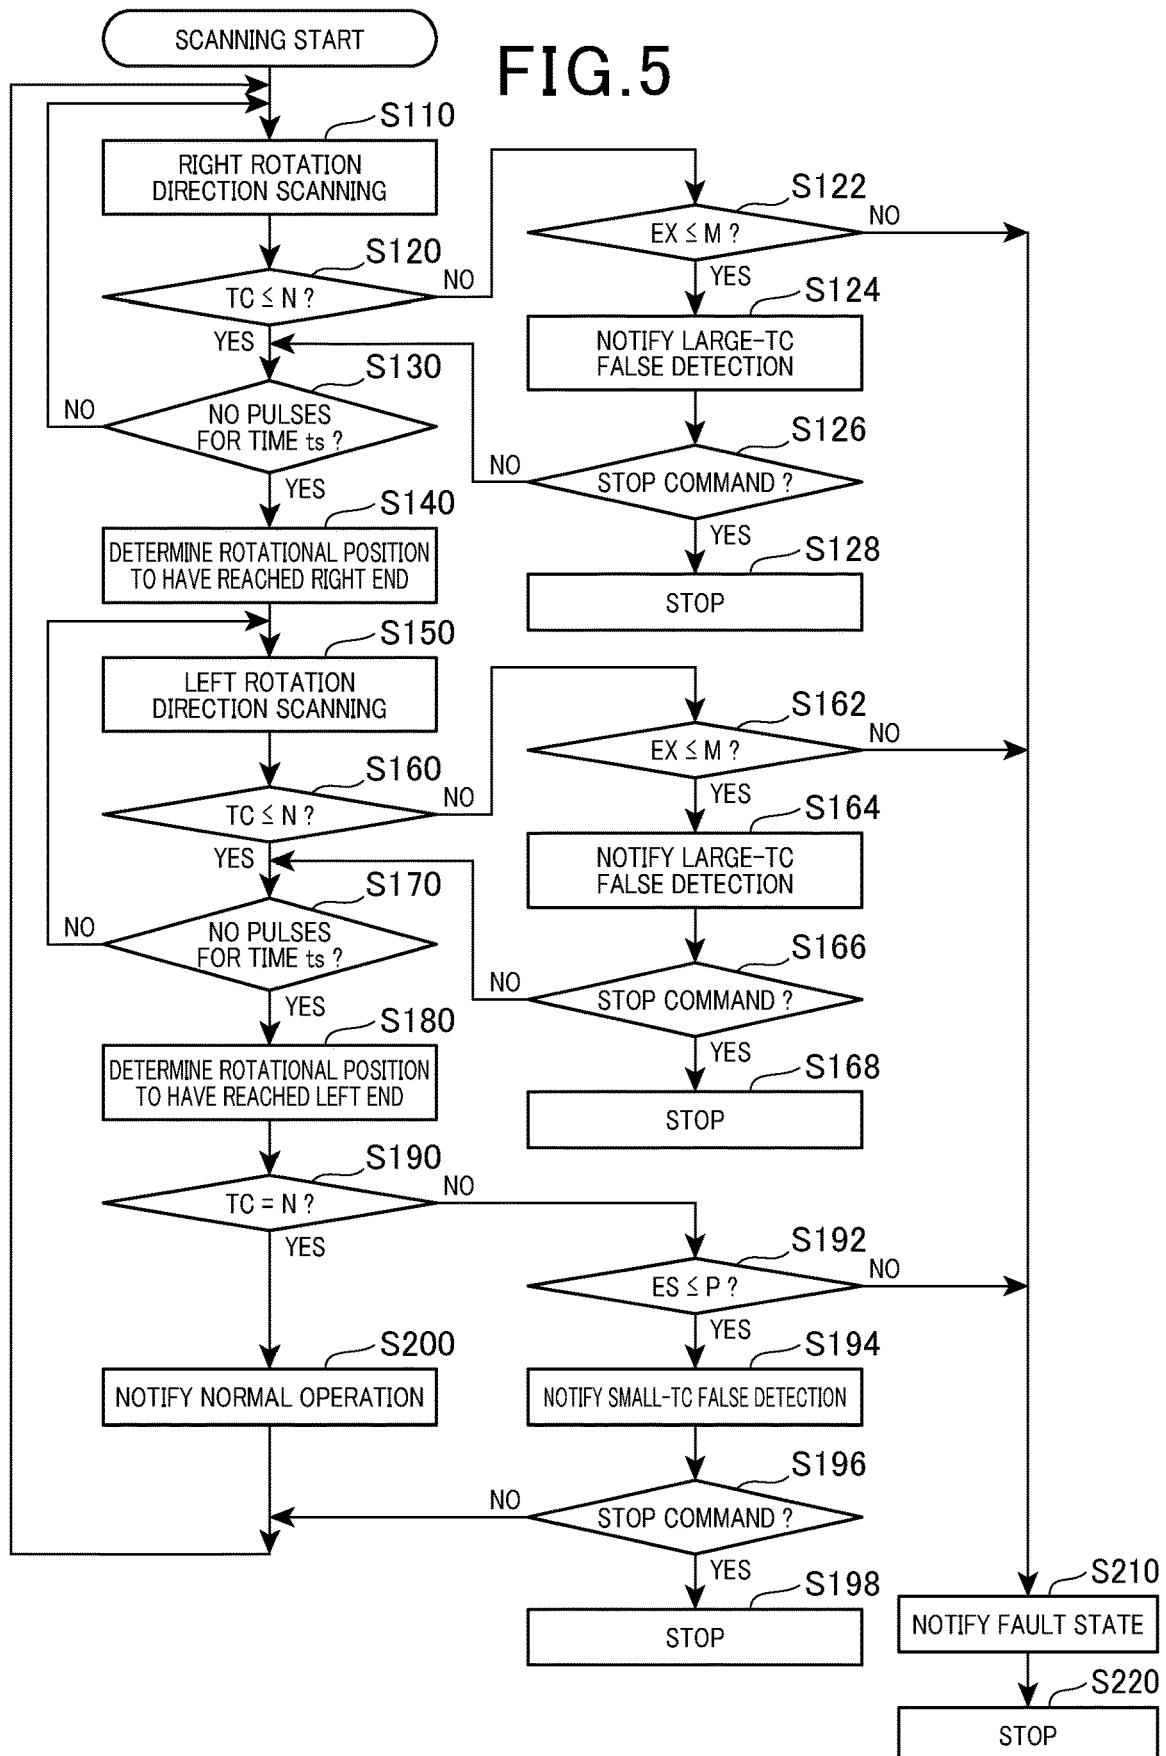 SCANNING START
FIG.5
S110
RIGHT ROTATION
DIRECTION SCANNING
S120
TC ≤ N ?
NO
YES
S122
EX ≤ M ?
NO
YES
S124
NOTIFY LARGE-TC
FALSE DETECTION
S126
STOP COMMAND ?
NO
YES
S128
STOP
S130
NO PULSES
FOR TIME ts ?
NO
YES
S140
DETERMINE ROTATIONAL POSITION
TO HAVE REACHED RIGHT END
S150
LEFT ROTATION
DIRECTION SCANNING
S160
TC ≤ N ?
NO
YES
S162
EX ≤ M ?
NO
YES
S164
NOTIFY LARGE-TC
FALSE DETECTION
S166
STOP COMMAND ?
NO
YES
S168
STOP
S170
NO PULSES
FOR TIME ts ?
NO
YES
S180
DETERMINE ROTATIONAL POSITION
TO HAVE REACHED LEFT END
S190
TC = N ?
NO
YES
S192
ES ≤ P ?
NO
YES
S194
NOTIFY SMALL-TC FALSE DETECTION
S196
STOP COMMAND ?
NO
YES
S198
STOP
S200
NOTIFY NORMAL OPERATION
S210
NOTIFY FAULT STATE
S220
STOP